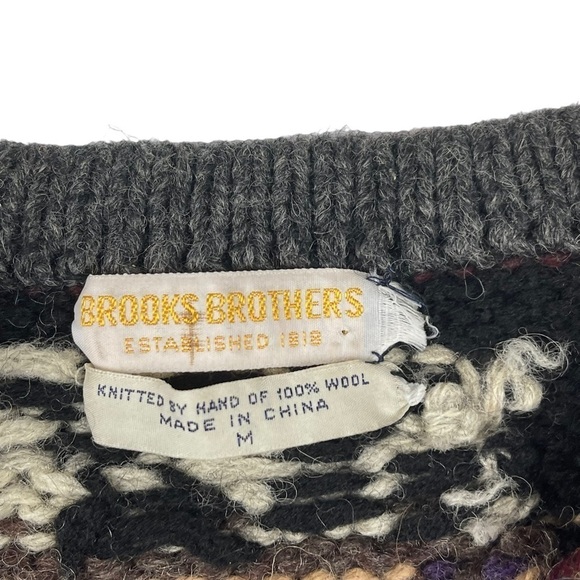 BROOKS BROTHERS
ESTABLISHED 1818
KNITTED BY HAND OF 100% WOOL
MADE IN CHINA
M